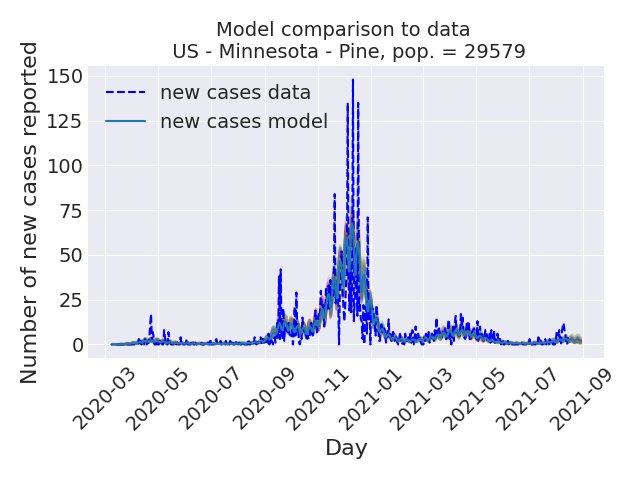 Model comparison to data
US - Minnesota - Pine, pop. = 29579
Number of new cases reported
150
125
100
75
50
25
0
new cases data
new cases model
2020-03
2020-05
2020-07
2020-09
2020-11
2021-01
2021-03
2021-05
2021-07
2021-09
Day